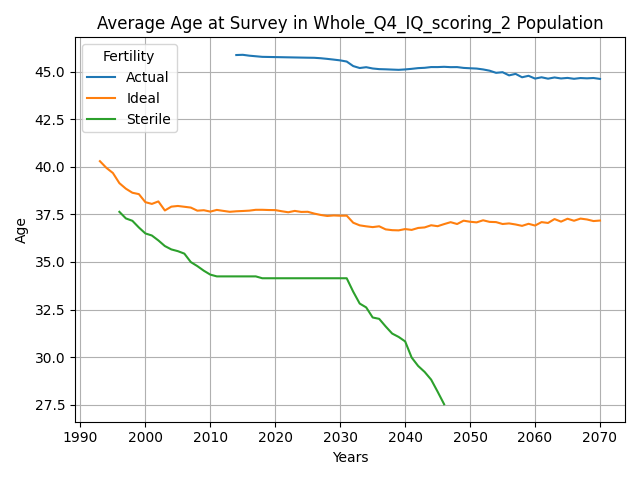 Average Age at Survey in Whole_Q4_IQ_scoring_2 Population
Fertility
Actual
Ideal
Sterile
Age
45.0
42.5
40.0
37.5
35.0
32.5
30.0
27.5
1990 2000 2010 2020 2030 2040 2050 2060 2070
Years